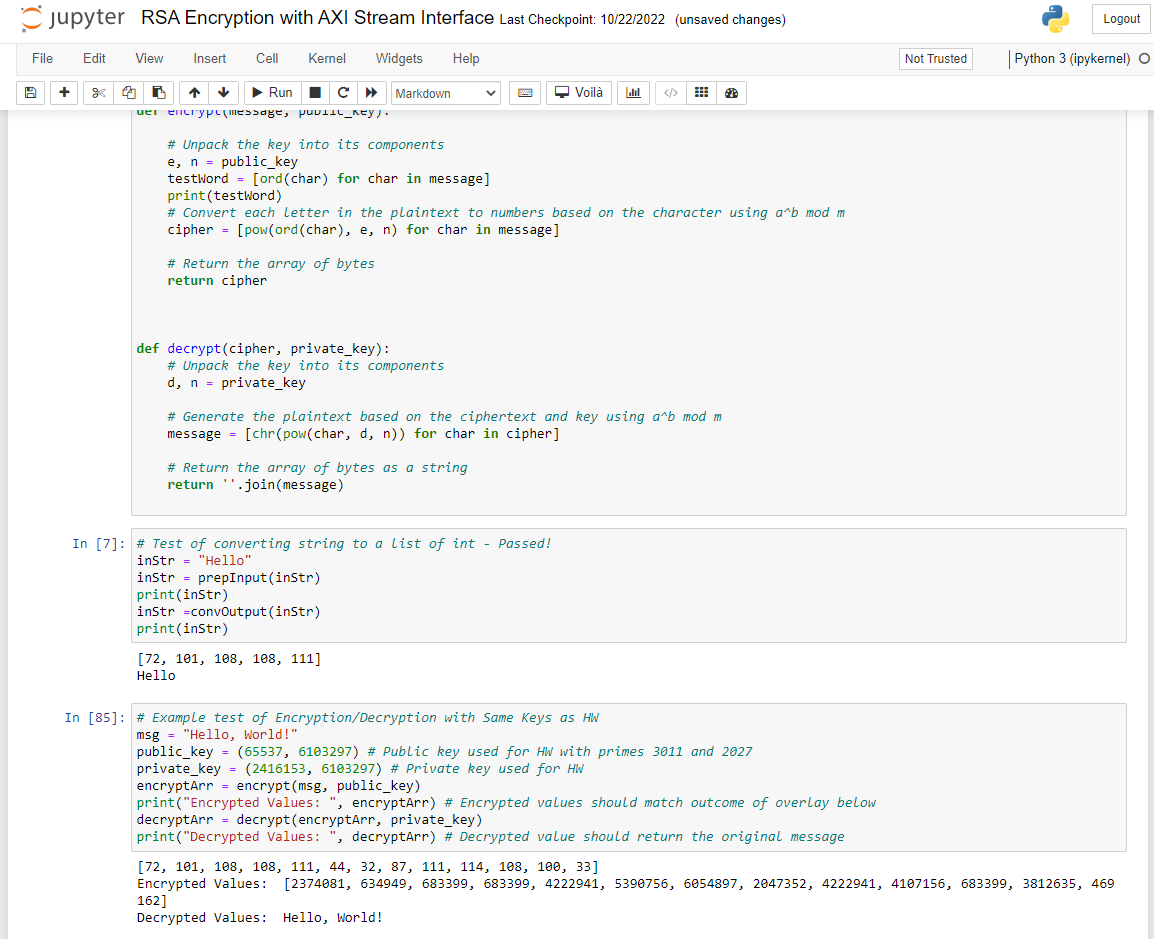 jupyter RSA Encryption with AXI Stream Interface Last Checkpoint: 10/22/2022 (unsaved changes)
Logout
File Edit View Insert Cell Kernel Widgets Help
Not Trusted
Python 3 (ipykernel)
Run
Markdown
Voilà
def encrypt(message, public_key):
# Unpack the key into its components
e, n = public_key
testWord = [ord(char) for char in message]
print(testWord)
# Convert each letter in the plaintext to numbers based on the character using a^b mod m
cipher = [pow(ord(char), e, n) for char in message]
# Return the array of bytes
return cipher
def decrypt(cipher, private_key):
# Unpack the key into its components
d, n = private_key
# Generate the plaintext based on the ciphertext and key using a^b mod m
message = [chr(pow(char, d, n)) for char in cipher]
# Return the array of bytes as a string
return ''.join(message)
In [7]:
# Test of converting string to a list of int - Passed!
inStr = "Hello"
inStr = prepInput(inStr)
print(inStr)
inStr =convOutput(inStr)
print(inStr)
[72, 101, 108, 108, 111]
Hello
In [85]:
# Example test of Encryption/Decryption with Same Keys as HW
msg = "Hello, World!"
public_key = (65537, 6103297) # Public key used for HW with primes 3011 and 2027
private_key = (2416153, 6103297) # Private key used for HW
encryptArr = encrypt(msg, public_key)
print("Encrypted Values: ", encryptArr) # Encrypted values should match outcome of overlay below
decryptArr = decrypt(encryptArr, private_key)
print("Decrypted Values: ", decryptArr) # Decrypted value should return the original message
[72, 101, 108, 108, 111, 44, 32, 87, 111, 114, 108, 100, 33]
Encrypted Values:  [2374081, 634949, 683399, 683399, 4222941, 5390756, 6054897, 2047352, 4222941, 4107156, 683399, 3812635, 469
162]
Decrypted Values:  Hello, World!